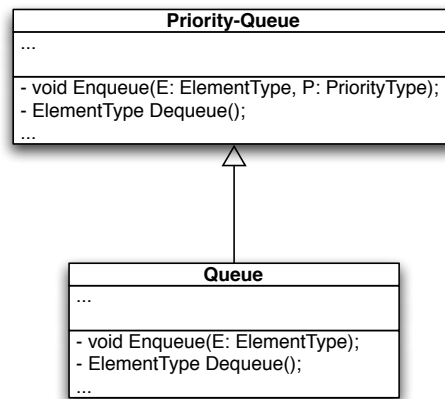 Priority-Queue
...
- void Enqueue(E: ElementType, P: PriorityType);
- ElementType Dequeue();
...
Queue
...
- void Enqueue(E: ElementType);
- ElementType Dequeue();
...